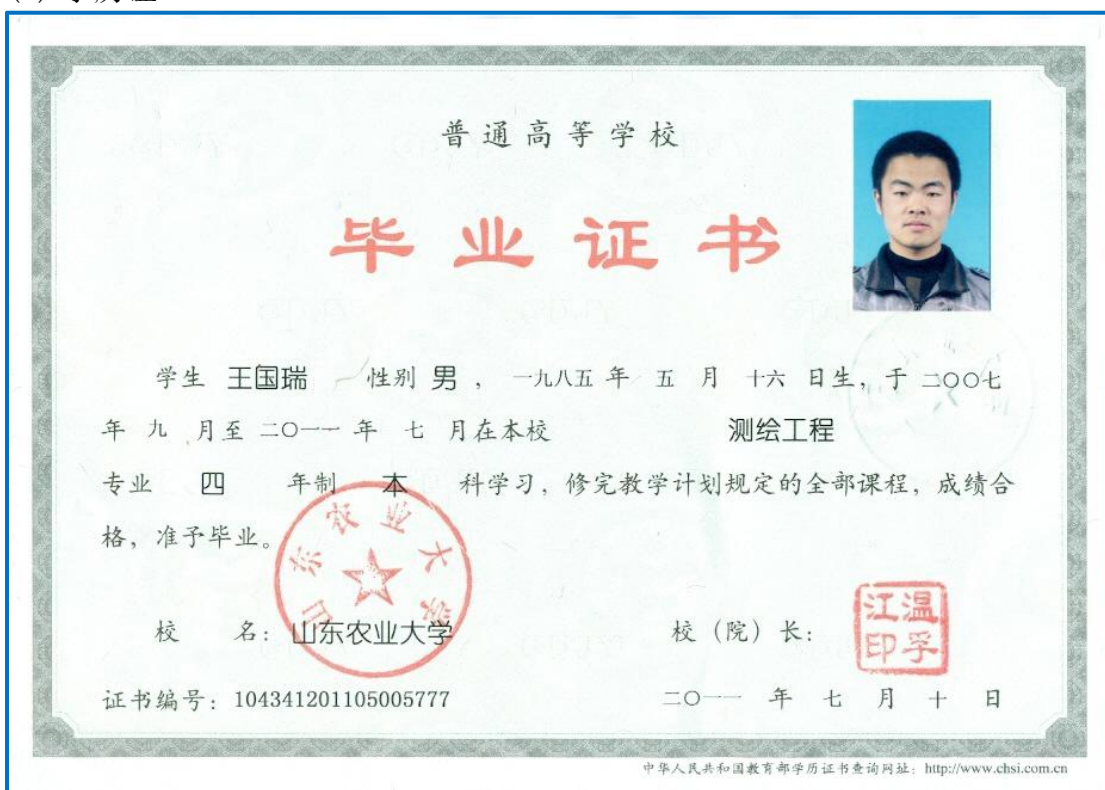 普通高等学校
毕业证书
学生 王国瑞 性别 男 ， 一九八五 年 五 月 十六 日生，于 二〇〇七
年 九 月至 二〇一一 年 七 月在本校 测绘工程
专业 四 年制 本 科学习，修完教学计划规定的全部课程，成绩合
格，准予毕业。
山东农业大学
校 名：山东农业大学 校（院）长：
温孚江印
证书编号：104341201105005777 二〇一一 年 七 月 十 日
中华人民共和国教育部学历证书查询网址：http://www.chsi.com.cn